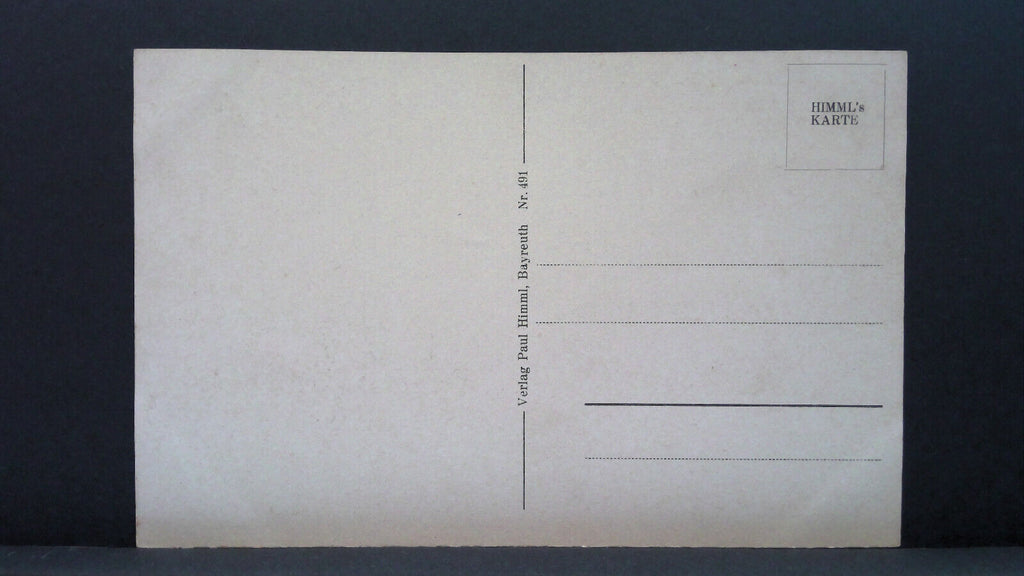 HIMML's
KARTE
Verlag Paul Himml, Bayreuth Nr. 491